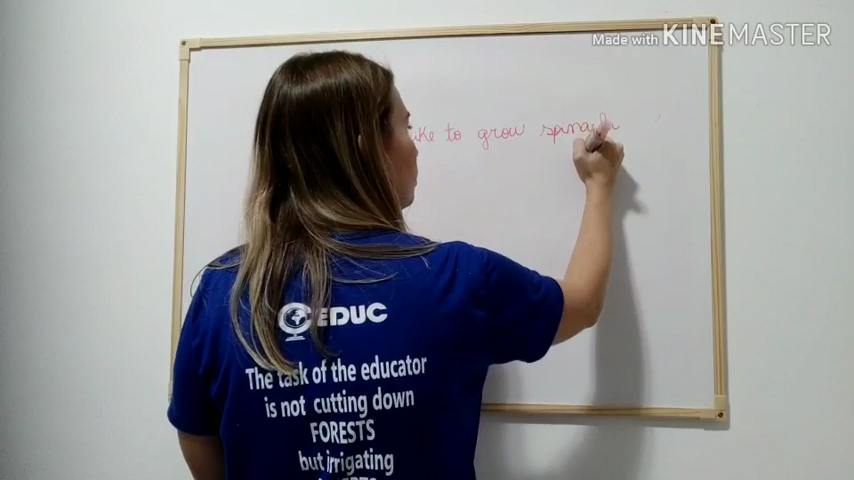 Made with KINEMASTER
like to grow spinach
EDUC
The task of the educator
is not cutting down
FORESTS
but irrigating